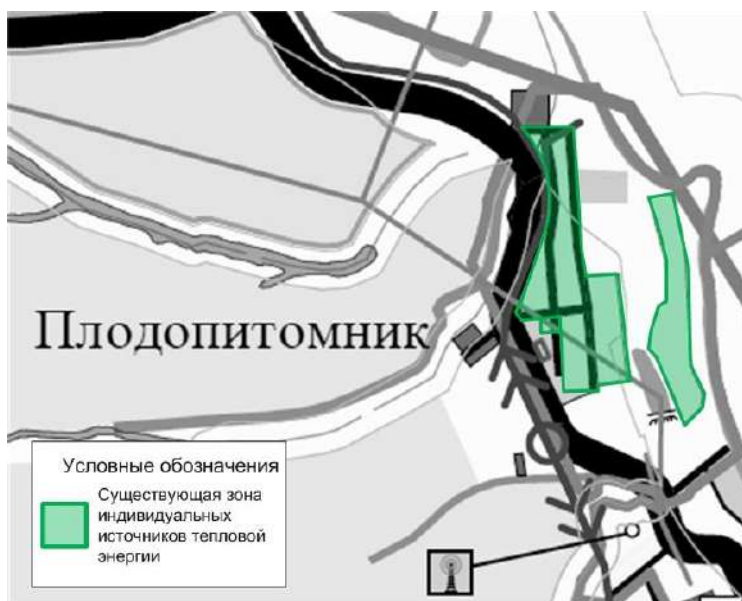 Плодопитомник
Условные обозначения
Существующая зона
индивидуальных
источников тепловой
энергии